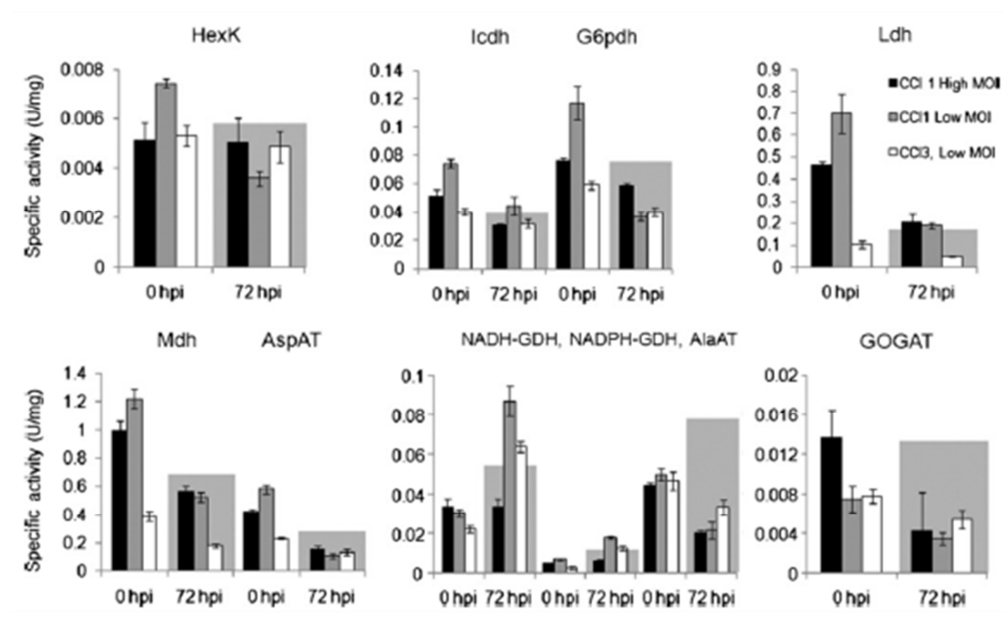 HexK
Specific activity (U/mg)
0.008
0.006
0.004
0.002
0
0 hpi 72 hpi
Icdh G6pdh
0.14
0.12
0.1
0.08
0.06
0.04
0.02
0
0 hpi 72 hpi 0 hpi 72 hpi
Ldh
0.9
0.8
0.7
0.6
0.5
0.4
0.3
0.2
0.1
0
0 hpi 72 hpi
CCl 1 High MOI
CCl1 Low MOI
CCl3, Low MOI
Mdh AspAT
Specific activity (U/mg)
1.4
1.2
1
0.8
0.6
0.4
0.2
0
0 hpi 72 hpi 0 hpi 72 hpi
NADH-GDH, NADPH-GDH, AlaAT
0.1
0.08
0.06
0.04
0.02
0
0 hpi 72 hpi 0 hpi 72 hpi 0 hpi 72 hpi
GOGAT
0.02
0.016
0.012
0.008
0.004
0
0 hpi 72 hpi